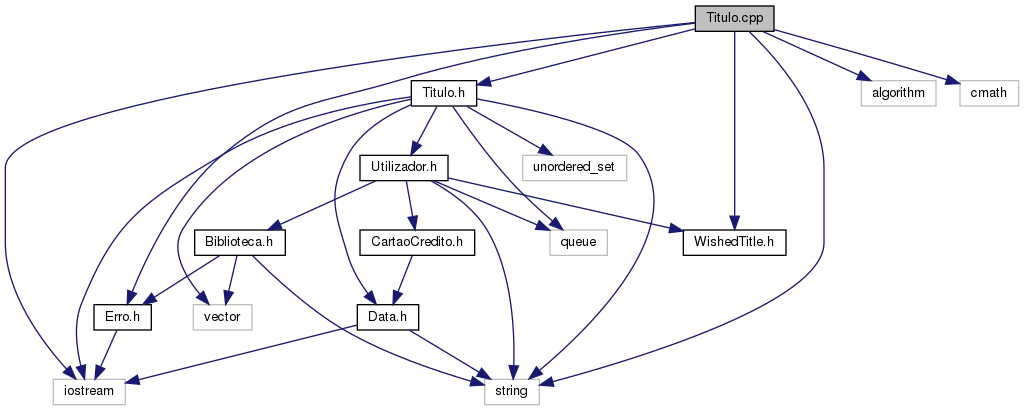 Titulo.cpp
Titulo.h
algorithm
cmath
Utilizador.h
unordered_set
Biblioteca.h
CartaoCredito.h
queue
WishedTitle.h
Erro.h
vector
Data.h
iostream
string